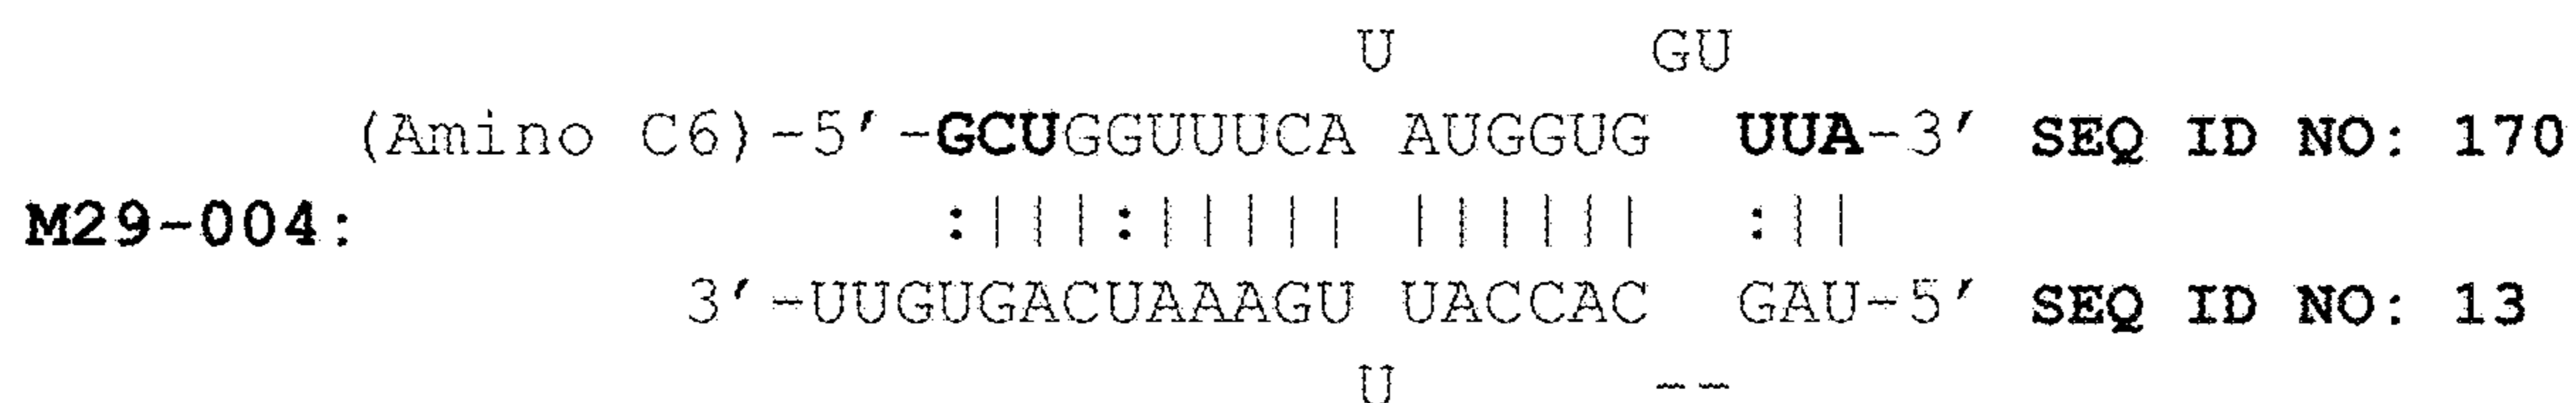 U GU
(Amino C6)-5′-GCUGGUUUCA AUGGUG UUA-3′ SEQ ID NO: 170
M29-004: :|||:||||| |||||| :||
3′-UUGUGACUAAAGU UACCAC GAU-5′ SEQ ID NO: 13
U --